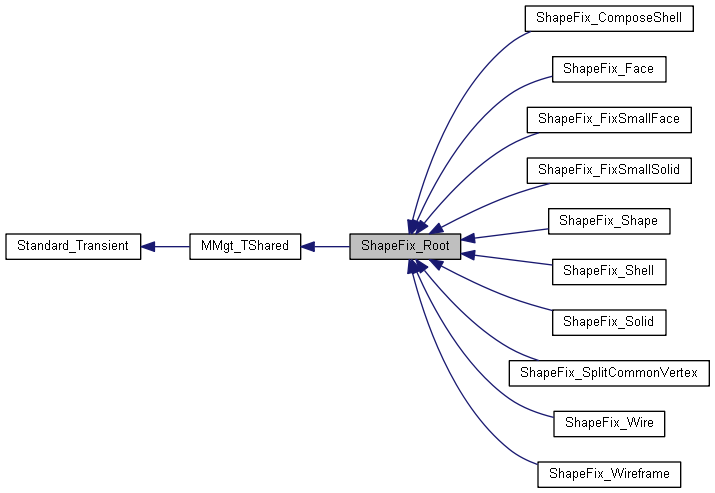 ShapeFix_ComposeShell
ShapeFix_Face
ShapeFix_FixSmallFace
ShapeFix_FixSmallSolid
ShapeFix_Shape
Standard_Transient
MMgt_TShared
ShapeFix_Root
ShapeFix_Shell
ShapeFix_Solid
ShapeFix_SplitCommonVertex
ShapeFix_Wire
ShapeFix_Wireframe